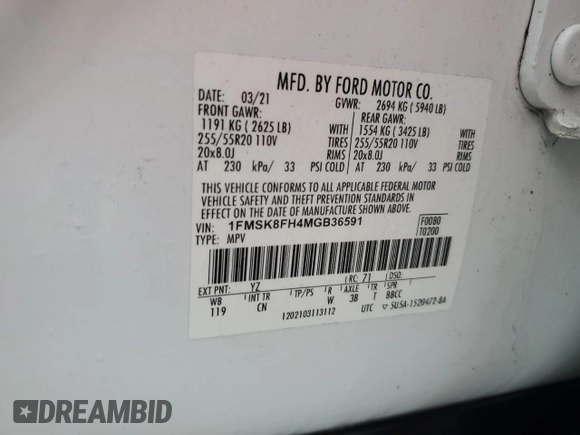 MFD. BY FORD MOTOR CO.
DATE: 03/21 GVWR: 2694 KG ( 5940 LB)
FRONT GAWR: REAR GAWR:
1191 KG ( 2625 LB) WITH 1554 KG ( 3425 LB) WITH
255/55R20 110V TIRES 255/55R20 110V TIRES
20x8.0J RIMS 20x8.0J RIMS
AT 230 kPa/ 33 PSI COLD AT 230 kPa/ 33 PSI COLD
THIS VEHICLE CONFORMS TO ALL APPLICABLE FEDERAL MOTOR
VEHICLE SAFETY AND THEFT PREVENTION STANDARDS IN
EFFECT ON THE DATE OF MANUFACTURE SHOWN ABOVE.
VIN: 1FMSK8FH4MGB36591 F0080
TYPE: MPV T0200
EXT PNT: YZ RC: 71 DSO:
WB INT TR TP/PS R AXLE TR SPR
119 CN W 3B T BBCC
1202103113112 UTC ▽ 5U5A-1520472-BA
DREAMBID